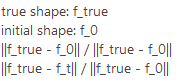 true shape: f_true
initial shape: f_0
||f_true - f_0|| / ||f_true - f_0||
||f_true - f_t|| / ||f_true - f_0||